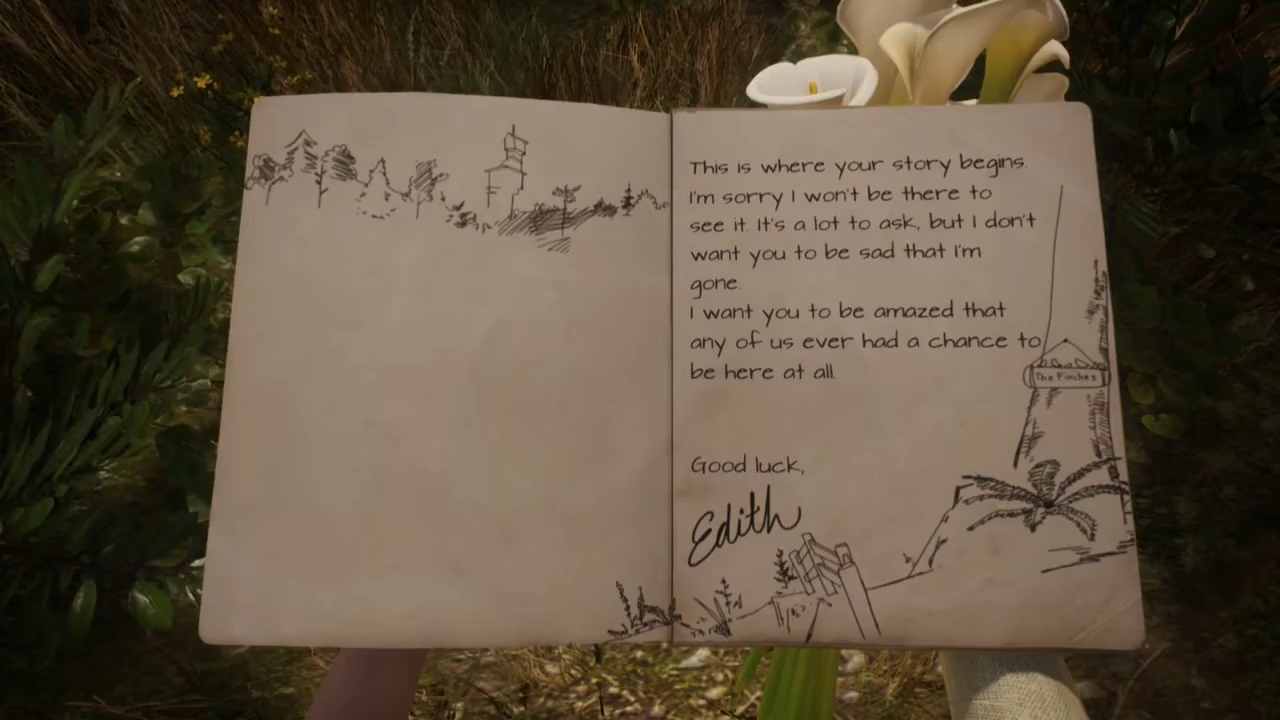 This is where your story begins.
I'm sorry I won't be there to
see it. It's a lot to ask, but I don't
want you to be sad that I'm
gone.
I want you to be amazed that
any of us ever had a chance to
be here at all.
The Finches
Good luck,
Edith